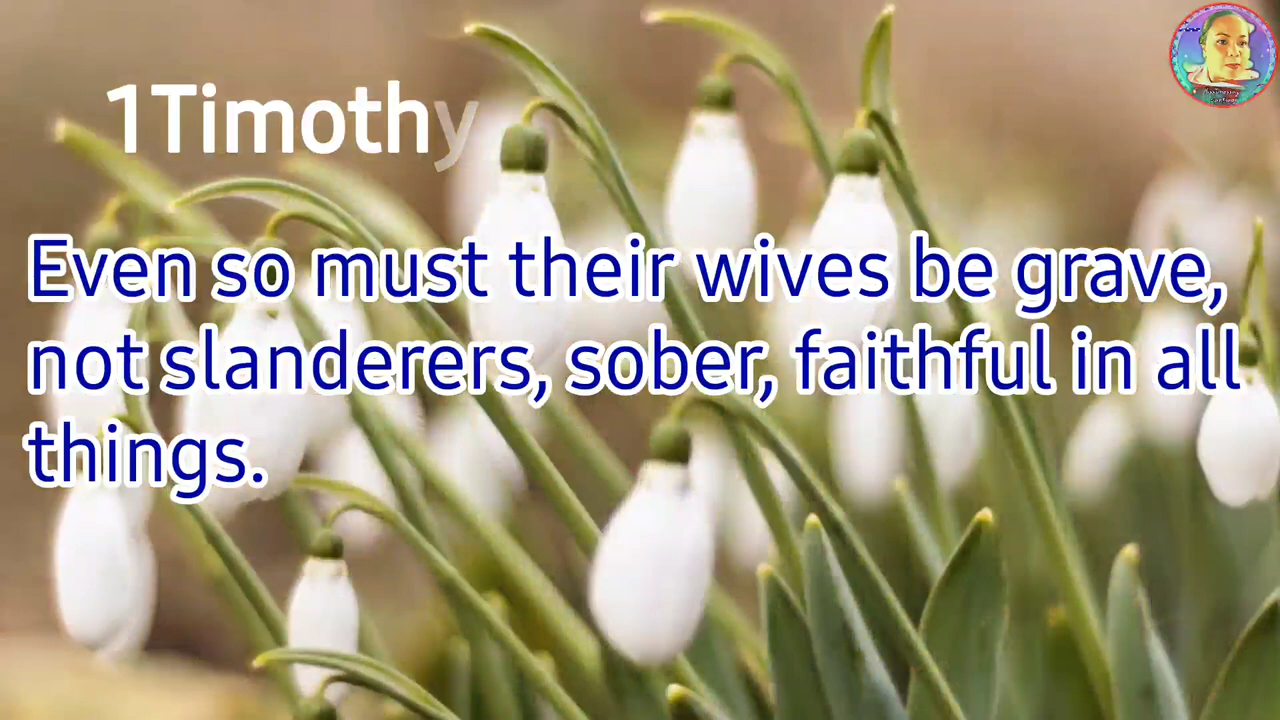 1Timothy
Even so must their wives be grave,
not slanderers, sober, faithful in all
things.